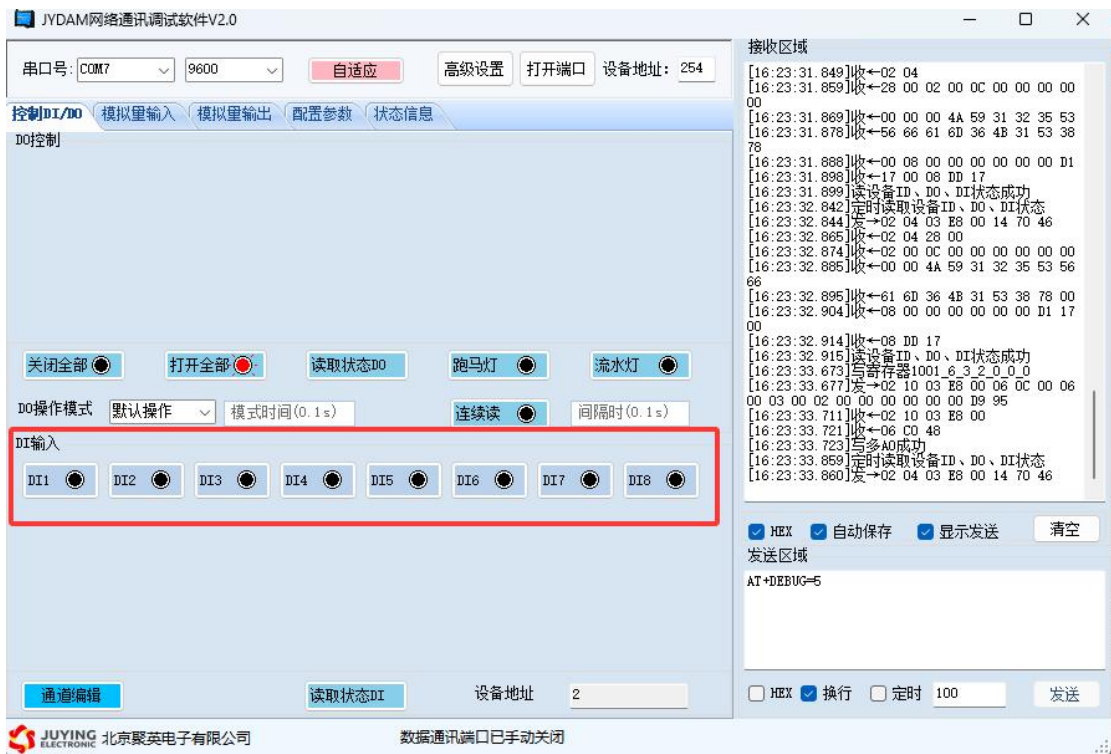 JYDAM网络通讯调试软件V2.0
串口号: COM7 9600 自适应 高级设置 打开端口 设备地址: 254
控制DI/DO 模拟量输入 模拟量输出 配置参数 状态信息
DO控制
关闭全部 打开全部 读取状态DO 跑马灯 流水灯
DO操作模式 默认操作 模式时间(0.1s) 连续读 间隔时(0.1s)
DI输入
DI1 DI2 DI3 DI4 DI5 DI6 DI7 DI8
通道编辑 读取状态DI 设备地址 2
接收区域
[16:23:31.849]收←02 04
[16:23:31.859]收←28 00 02 00 0C 00 00 00 00
00
[16:23:31.869]收←00 00 00 4A 59 31 32 35 53
[16:23:31.878]收←56 66 61 6D 36 4B 31 53 38
78
[16:23:31.888]收←00 08 00 00 00 00 00 00 D1
[16:23:31.898]收←17 00 08 DD 17
[16:23:31.899]读设备ID、DO、DI状态成功
[16:23:32.842]定时读取设备ID、DO、DI状态
[16:23:32.844]发→02 04 03 E8 00 14 70 46
[16:23:32.865]收←02 04 28 00
[16:23:32.874]收←02 00 0C 00 00 00 00 00 00
[16:23:32.885]收←00 00 4A 59 31 32 35 53 56
66
[16:23:32.895]收←61 6D 36 4B 31 53 38 78 00
[16:23:32.904]收←08 00 00 00 00 00 00 D1 17
00
[16:23:32.914]收←08 DD 17
[16:23:32.915]读设备ID、DO、DI状态成功
[16:23:33.673]写寄存器1001_6_3_2_0_0_0
[16:23:33.677]发→02 10 03 E8 00 06 0C 00 06
00 03 00 02 00 00 00 00 00 00 D9 95
[16:23:33.711]收←02 10 03 E8 00
[16:23:33.721]收←06 C0 48
[16:23:33.723]写多AO成功
[16:23:33.859]定时读取设备ID、DO、DI状态
[16:23:33.860]发→02 04 03 E8 00 14 70 46
HEX 自动保存 显示发送 清空
发送区域
AT+DEBUG=5
HEX 换行 定时 100 发送
JUYING ELECTRONIC 北京聚英电子有限公司 数据通讯端口已手动关闭